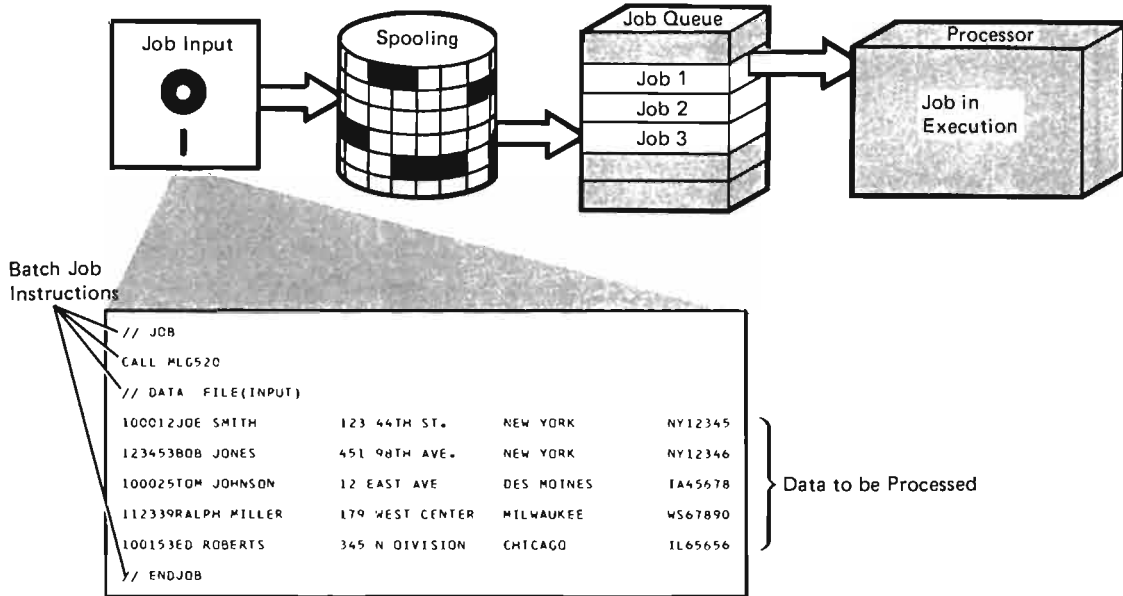 Job Input
Spooling
Job Queue
Job 1
Job 2
Job 3
Processor
Job in
Execution
Batch Job
Instructions
// JOB
CALL MLG520
// DATA FILE(INPUT)
100012JOE SMITH 123 44TH ST. NEW YORK NY12345
123453BOB JONES 451 98TH AVE. NEW YORK NY12346
100025TOM JOHNSON 12 EAST AVE DES MOINES IA45678
112339RALPH MILLER 179 WEST CENTER MILWAUKEE WS67890
100153ED ROBERTS 345 N DIVISION CHICAGO IL65656
// ENDJOB
Data to be Processed